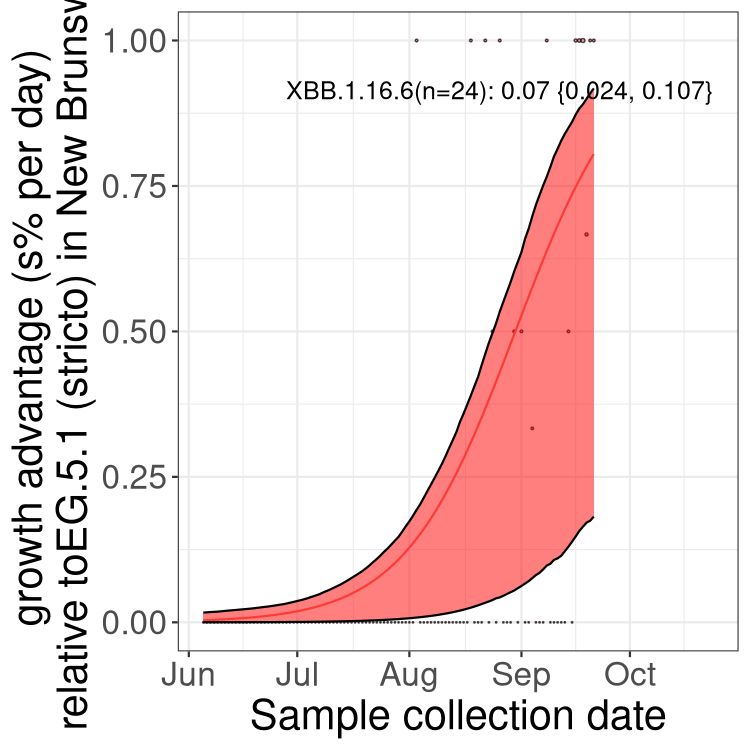 growth advantage (s% per day)
relative toEG.5.1 (stricto) in New Brunsw
1.00
0.75
0.50
0.25
0.00
XBB.1.16.6(n=24): 0.07 {0.024, 0.107}
Jun Jul Aug Sep Oct
Sample collection date